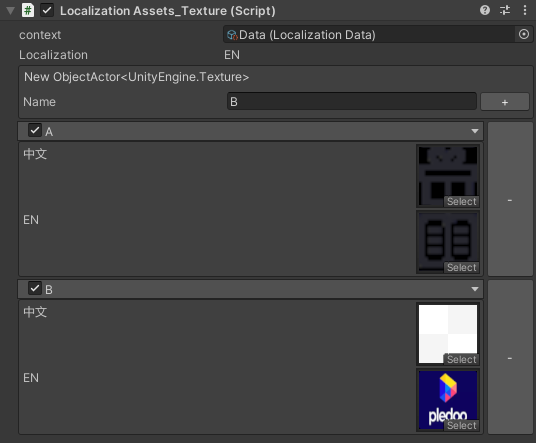 Localization Assets_Texture (Script)
context Data (Localization Data)
Localization EN
New ObjectActor<UnityEngine.Texture>
Name B +
A
中文 Select
EN Select
-
B
中文 Select
EN pledoo Select
-